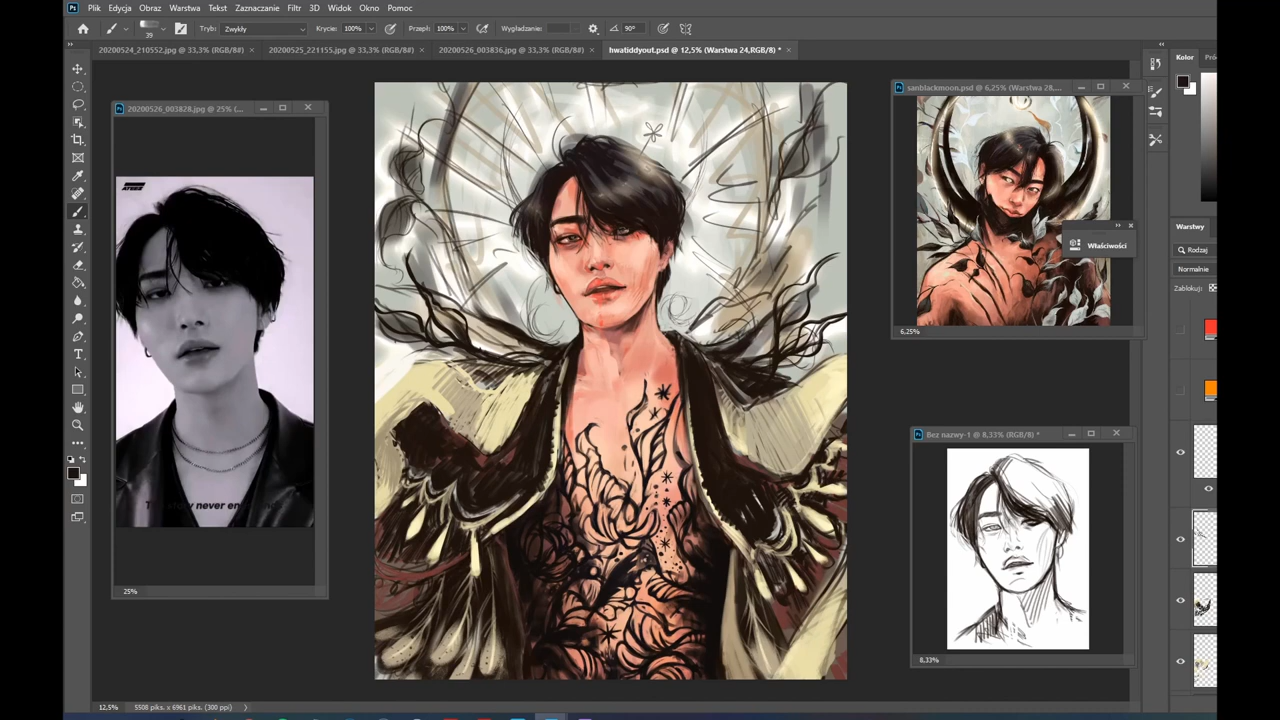 Ps Plik Edycja Obraz Warstwa Tekst Zaznaczanie Filtr 3D Widok Okno Pomoc
39 Tryb: Zwykły Krycie: 100% Przepł: 100% Wygładzanie: 90°
20200524_210552.jpg @ 33,3% (RGB/8#) × 20200525_221155.jpg @ 33,3% (RGB/8#) × 20200526_003836.jpg @ 33,3% (RGB/8#) × hwatiddyout.psd @ 12,5% (Warstwa 24,RGB/8#) * ×
Kolor
20200526_003828.jpg @ 25% (...
ATEEZ
25%
sanblackmoon.psd @ 6,25% (Warstwa 28,...
Właściwości
6,25%
Warstwy
Rodzaj
Normalnie
Zablokuj:
Bez nazwy-1 @ 8,33% (RGB/8) *
8,33%
12,5% 5508 piks. x 6961 piks. (300 ppi)